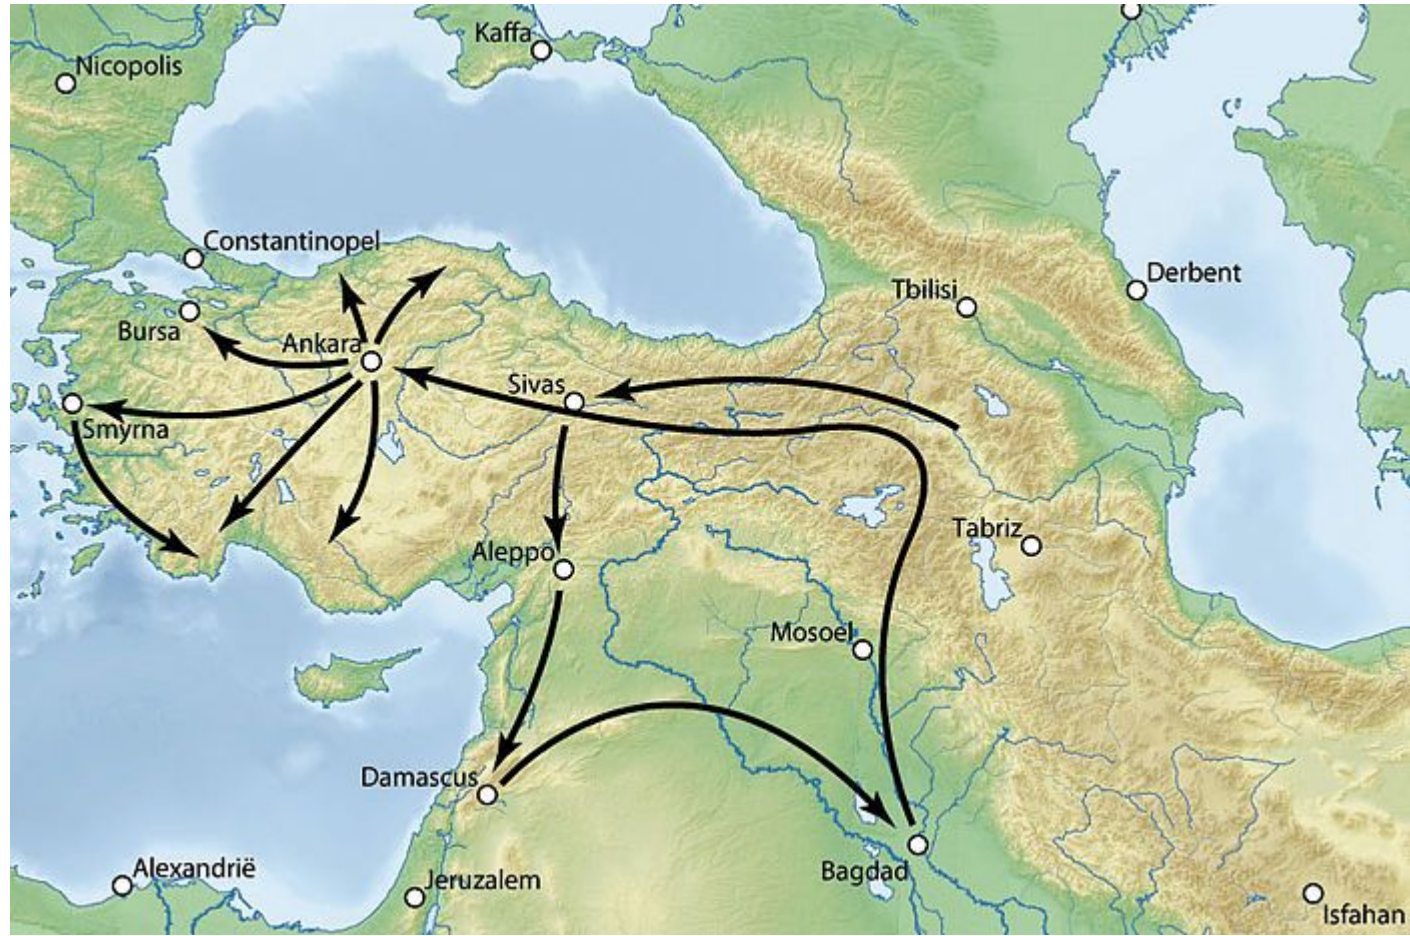 Kaffa
Nicopolis
Constantinopel
Derbent
Tbilisi
Bursa
Ankara
Sivas
Smyrna
Tabriz
Aleppo
Mosoel
Damascus
Alexandrië
Jeruzalem
Bagdad
Isfahan